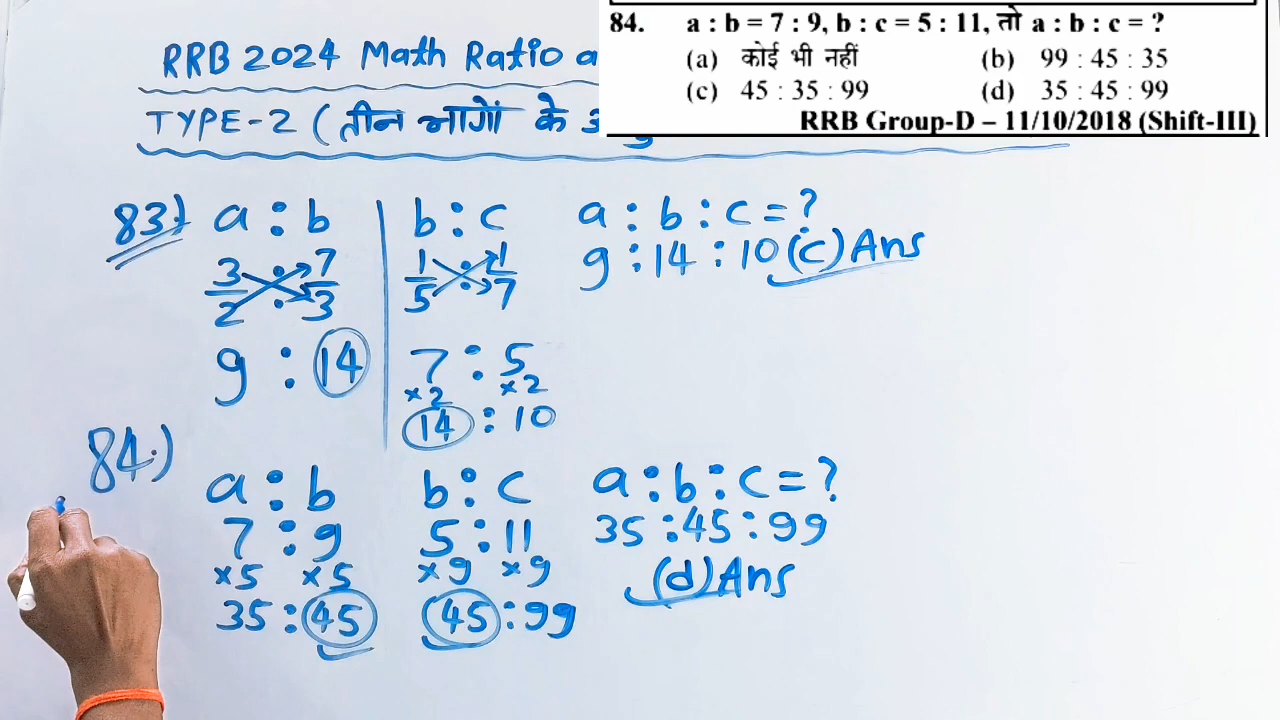 84. a : b = 7 : 9, b : c = 5 : 11, तो a : b : c = ?
(a) कोई भी नहीं (b) 99 : 45 : 35
(c) 45 : 35 : 99 (d) 35 : 45 : 99
RRB Group-D – 11/10/2018 (Shift-III)
RRB 2024 Math Ratio a
TYPE-2 (तीन भागों के
83) a : b | b : c a : b : c = ?
3/2 : 7/3 1/5 : 1/7 9 : 14 : 10 (c) Ans
9 : 14 7 : 5
×2 ×2
14 : 10
84.) a : b b : c a : b : c = ?
7 : 9 5 : 11 35 : 45 : 99
×5 ×5 ×9 ×9 (d) Ans
35 : 45 45 : 99